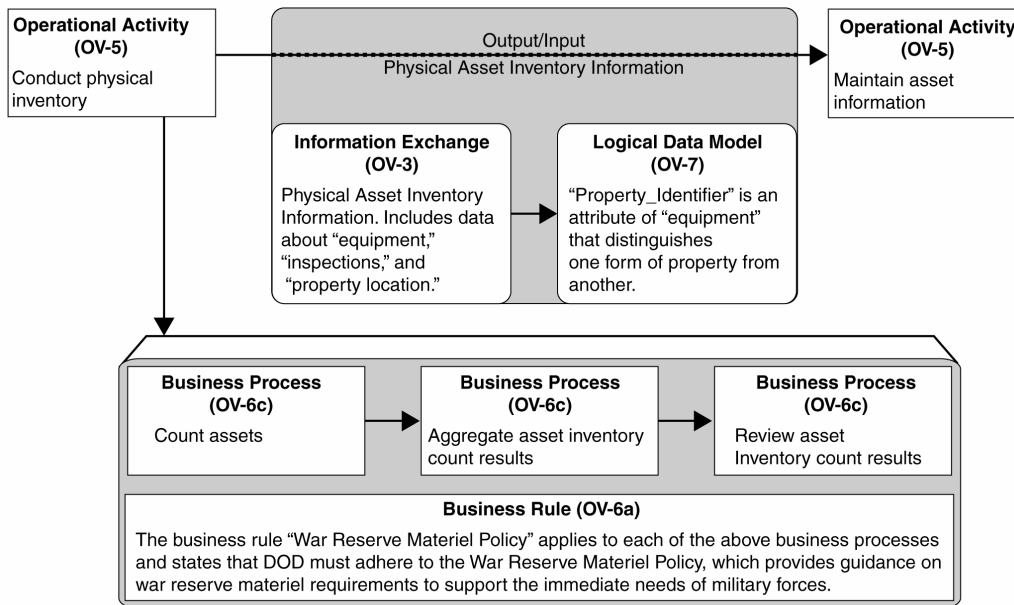 Operational Activity
(OV-5)
Conduct physical
inventory
Output/Input
Physical Asset Inventory Information
Operational Activity
(OV-5)
Maintain asset
information
Information Exchange
(OV-3)
Physical Asset Inventory
Information. Includes data
about “equipment,”
“inspections,” and
“property location.”
Logical Data Model
(OV-7)
“Property_Identifier” is an
attribute of “equipment”
that distinguishes
one form of property from
another.
Business Process
(OV-6c)
Count assets
Business Process
(OV-6c)
Aggregate asset inventory
count results
Business Process
(OV-6c)
Review asset
Inventory count results
Business Rule (OV-6a)
The business rule “War Reserve Materiel Policy” applies to each of the above business processes
and states that DOD must adhere to the War Reserve Materiel Policy, which provides guidance on
war reserve materiel requirements to support the immediate needs of military forces.